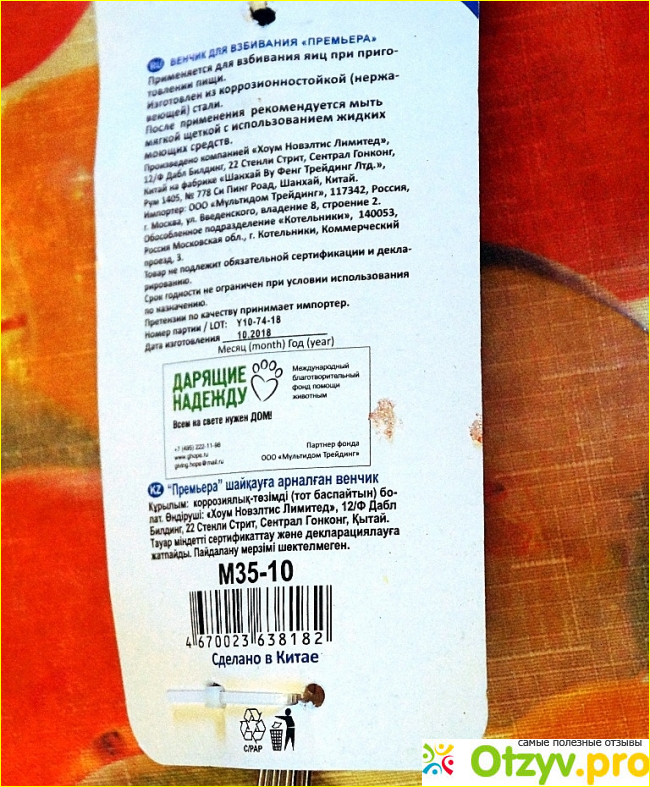 RU ВЕНЧИК ДЛЯ ВЗБИВАНИЯ «ПРЕМЬЕРА»
Применяется для взбивания яиц при приго-
товлении пищи.
Изготовлен из коррозионностойкой (нержа-
веющей) стали.
После применения рекомендуется мыть
мягкой щеткой с использованием жидких
моющих средств.
Произведено компанией «Хоум Новэлтис Лимитед»,
12/Ф Дабл Билдинг, 22 Стенли Стрит, Сентрал Гонконг,
Китай на фабрике «Шанхай Ву Фенг Трейдинг Лтд.»,
Рум 1405, № 778 Си Пинг Роад, Шанхай, Китай.
Импортер: ООО «Мультидом Трейдинг», 117342, Россия,
г. Москва, ул. Введенского, владение 8, строение 2.
Обособленное подразделение «Котельники», 140053,
Россия Московская обл., г. Котельники, Коммерческий
проезд, 3.
Товар не подлежит обязательной сертификации и декла-
рированию.
Срок годности не ограничен при условии использования
по назначению.
Претензии по качеству принимает импортер.
Номер партии / LOT: Y10-74-18
Дата изготовления 10.2018
Месяц (month) Год (year)
ДАРЯЩИЕ
НАДЕЖДУ
Международный
благотворительный
фонд помощи
животным
Всем на свете нужен ДОМ!
+7 (495) 222-11-98
www.ghope.ru
giving.hope@mail.ru
Партнер фонда
ООО «Мультидом Трейдинг»
KZ "Премьера" шайқауға арналған венчик
Құрылым: коррозиялық-төзімді (тот баспайтын) бо-
лат. Өндіруші: «Хоум Новэлтис Лимитед», 12/Ф Дабл
Билдинг, 22 Стенли Стрит, Сентрал Гонконг, Қытай.
Тауар міндетті сертификаттау және декларациялауға
жатпайды. Пайдалану мерзімі шектелмеген.
М35-10
4 670023 638182
Сделано в Китае
C/PAP
самые полезные отзывы
Otzyv.pro